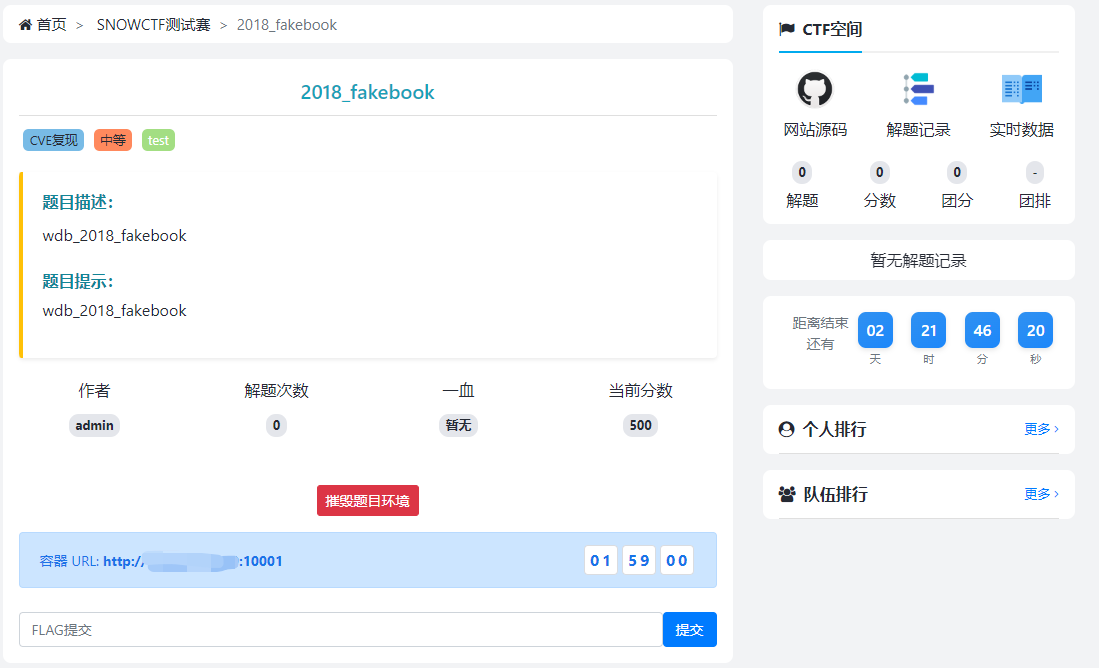 首页 > SNOWCTF测试赛 > 2018_fakebook
2018_fakebook
CVE复现 中等 test
题目描述:
wdb_2018_fakebook
题目提示:
wdb_2018_fakebook
作者 解题次数 一血 当前分数
admin 0 暂无 500
摧毁题目环境
容器 URL: http:/ :10001 01 59 00
FLAG提交 提交
CTF空间
网站源码 解题记录 实时数据
0 0 0 -
解题 分数 团分 团排
暂无解题记录
距离结束
还有
02 21 46 20
天 时 分 秒
个人排行 更多 ›
队伍排行 更多 ›